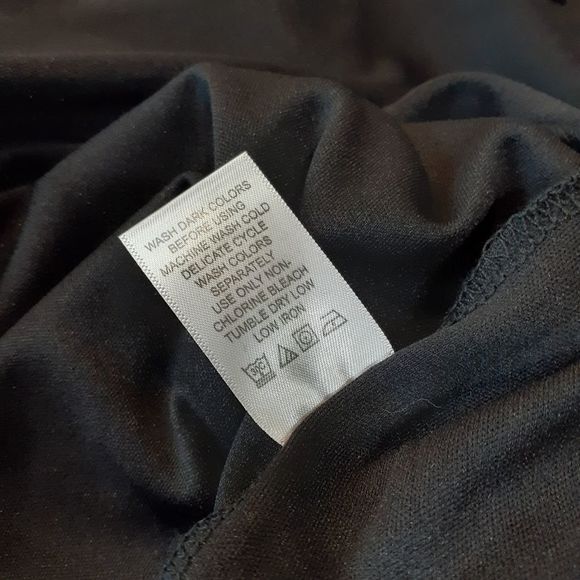 WASH DARK COLORS
BEFORE USING
MACHINE WASH COLD
DELICATE CYCLE
WASH COLORS
SEPARATELY
USE ONLY NON-
CHLORINE BLEACH
TUMBLE DRY LOW
LOW IRON
30C